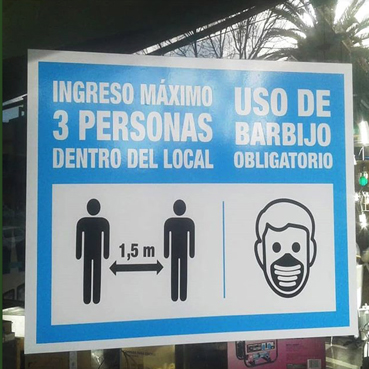 INGRESO MÁXIMO
3 PERSONAS
DENTRO DEL LOCAL
USO DE
BARBIJO
OBLIGATORIO
1,5 m